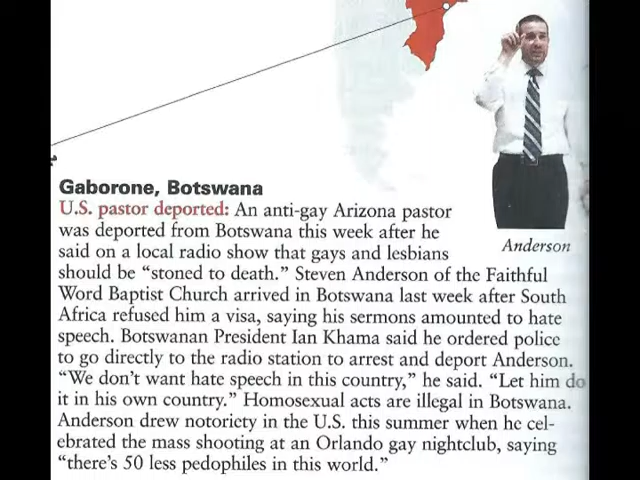 Anderson
Gaborone, Botswana
U.S. pastor deported: An anti-gay Arizona pastor
was deported from Botswana this week after he
said on a local radio show that gays and lesbians
should be “stoned to death.” Steven Anderson of the Faithful
Word Baptist Church arrived in Botswana last week after South
Africa refused him a visa, saying his sermons amounted to hate
speech. Botswanan President Ian Khama said he ordered police
to go directly to the radio station to arrest and deport Anderson.
“We don’t want hate speech in this country,” he said. “Let him do
it in his own country.” Homosexual acts are illegal in Botswana.
Anderson drew notoriety in the U.S. this summer when he cel-
ebrated the mass shooting at an Orlando gay nightclub, saying
“there’s 50 less pedophiles in this world.”